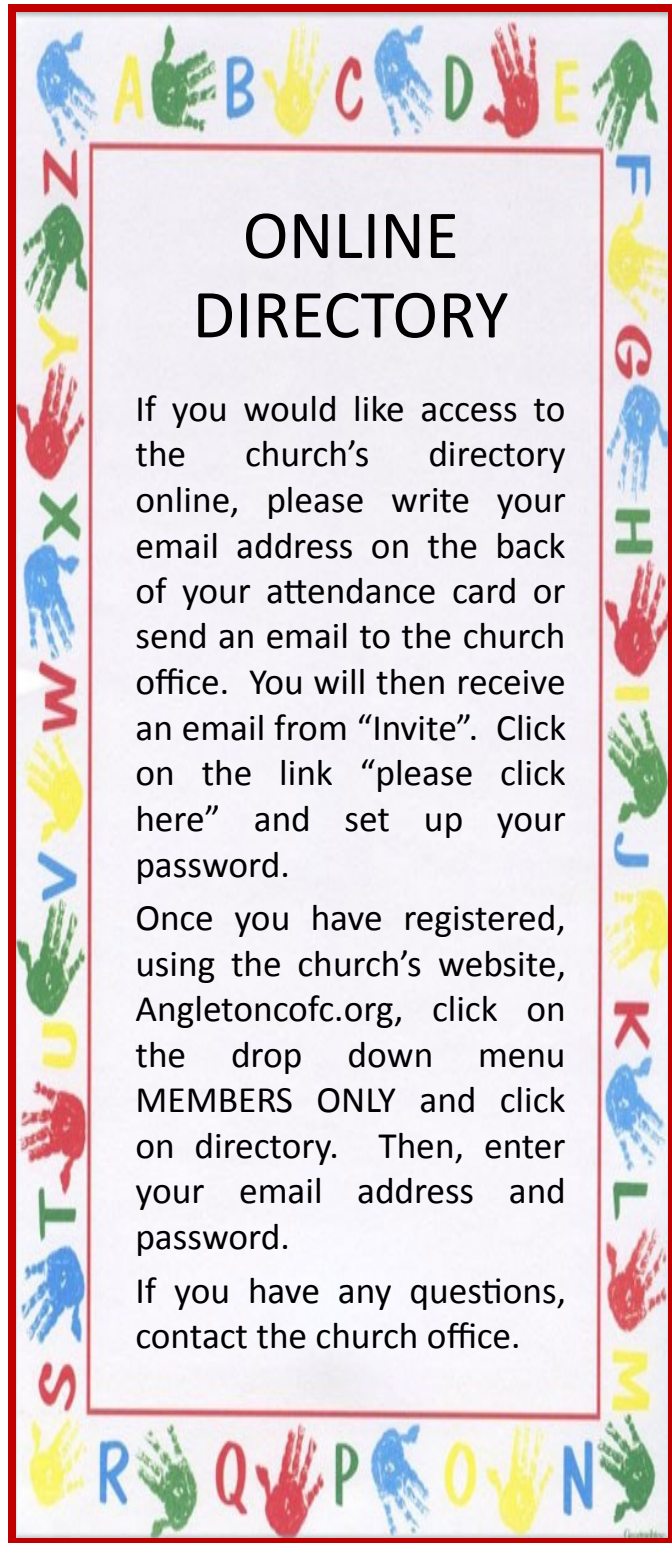 A B C D E
F
G
H
I
J
K
L
M
N
O
P
Q
R
S
T
U
V
W
X
Y
Z
ONLINE
DIRECTORY
If you would like access to
the church’s directory
online, please write your
email address on the back
of your attendance card or
send an email to the church
office. You will then receive
an email from “Invite”. Click
on the link “please click
here” and set up your
password.
Once you have registered,
using the church’s website,
Angletoncofc.org, click on
the drop down menu
MEMBERS ONLY and click
on directory. Then, enter
your email address and
password.
If you have any questions,
contact the church office.